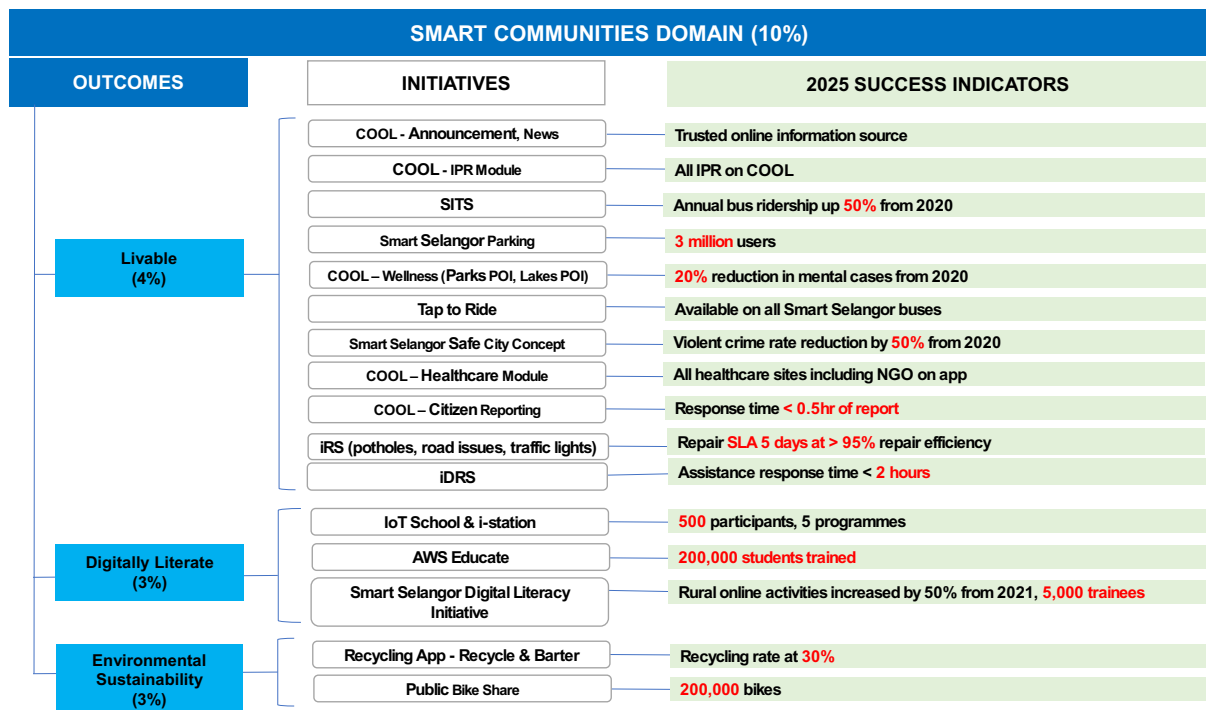 SMART COMMUNITIES DOMAIN (10%)
OUTCOMES
INITIATIVES
2025 SUCCESS INDICATORS
Livable
(4%)
COOL - Announcement, News
Trusted online information source
COOL - IPR Module
All IPR on COOL
SITS
Annual bus ridership up 50% from 2020
Smart Selangor Parking
3 million users
COOL – Wellness (Parks POI, Lakes POI)
20% reduction in mental cases from 2020
Tap to Ride
Available on all Smart Selangor buses
Smart Selangor Safe City Concept
Violent crime rate reduction by 50% from 2020
COOL – Healthcare Module
All healthcare sites including NGO on app
COOL – Citizen Reporting
Response time < 0.5hr of report
iRS (potholes, road issues, traffic lights)
Repair SLA 5 days at > 95% repair efficiency
iDRS
Assistance response time < 2 hours
Digitally Literate
(3%)
IoT School & i-station
500 participants, 5 programmes
AWS Educate
200,000 students trained
Smart Selangor Digital Literacy
Initiative
Rural online activities increased by 50% from 2021, 5,000 trainees
Environmental
Sustainability
(3%)
Recycling App - Recycle & Barter
Recycling rate at 30%
Public Bike Share
200,000 bikes